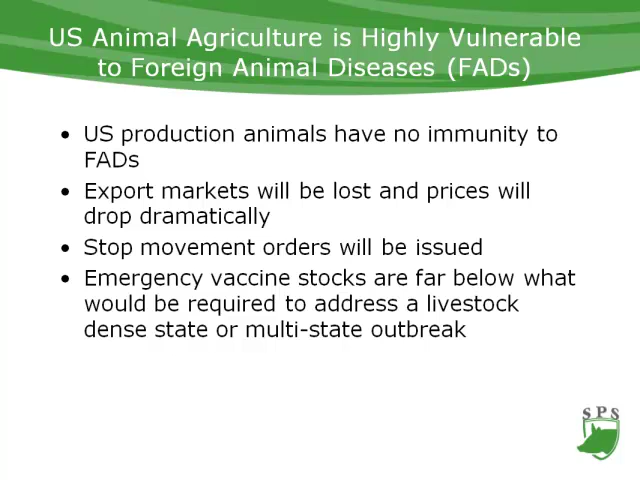 US Animal Agriculture is Highly Vulnerable
to Foreign Animal Diseases (FADs)
• US production animals have no immunity to
FADs
• Export markets will be lost and prices will
drop dramatically
• Stop movement orders will be issued
• Emergency vaccine stocks are far below what
would be required to address a livestock
dense state or multi-state outbreak
SPS